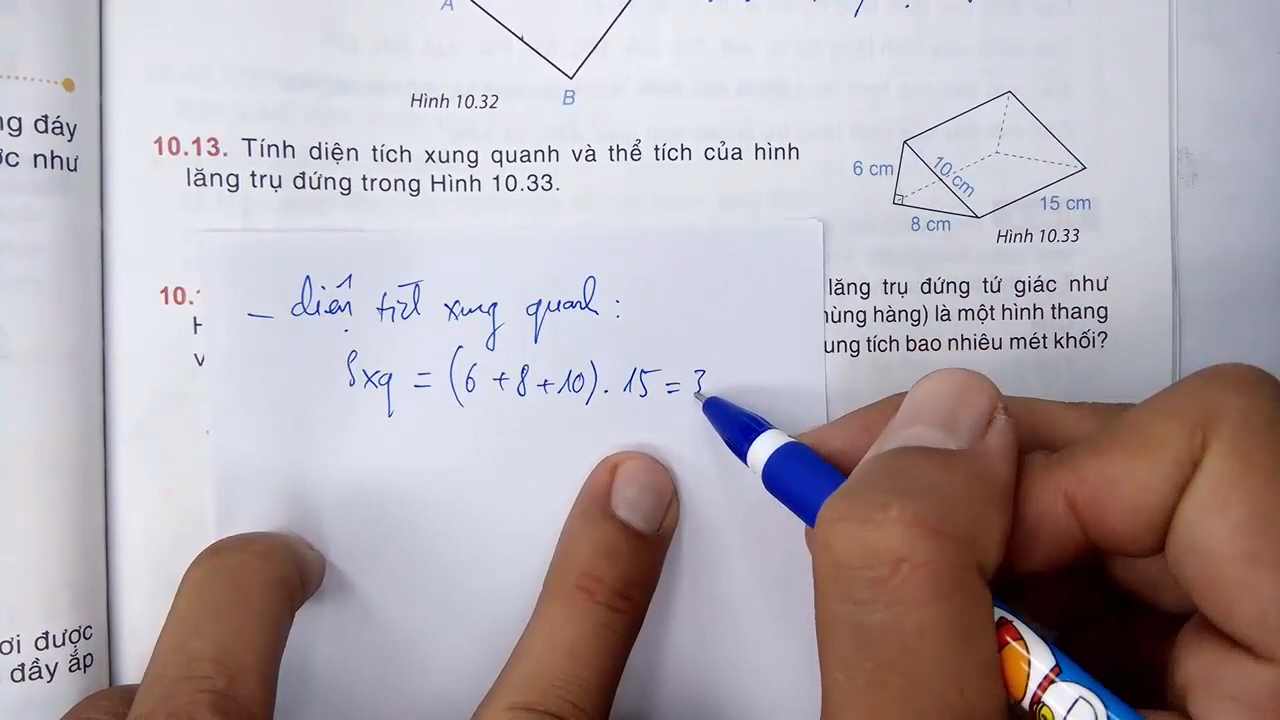 A
Hình 10.32
B
ng đáy
ợc như
10.13. Tính diện tích xung quanh và thể tích của hình
lăng trụ đứng trong Hình 10.33.
6 cm
10 cm
8 cm
15 cm
Hình 10.33
– diện tích xung quanh :
Sxq = (6 + 8 + 10) . 15 = 3
10.
lăng trụ đứng tứ giác như
hùng hàng) là một hình thang
ung tích bao nhiêu mét khối?
ơi được
đầy ắp